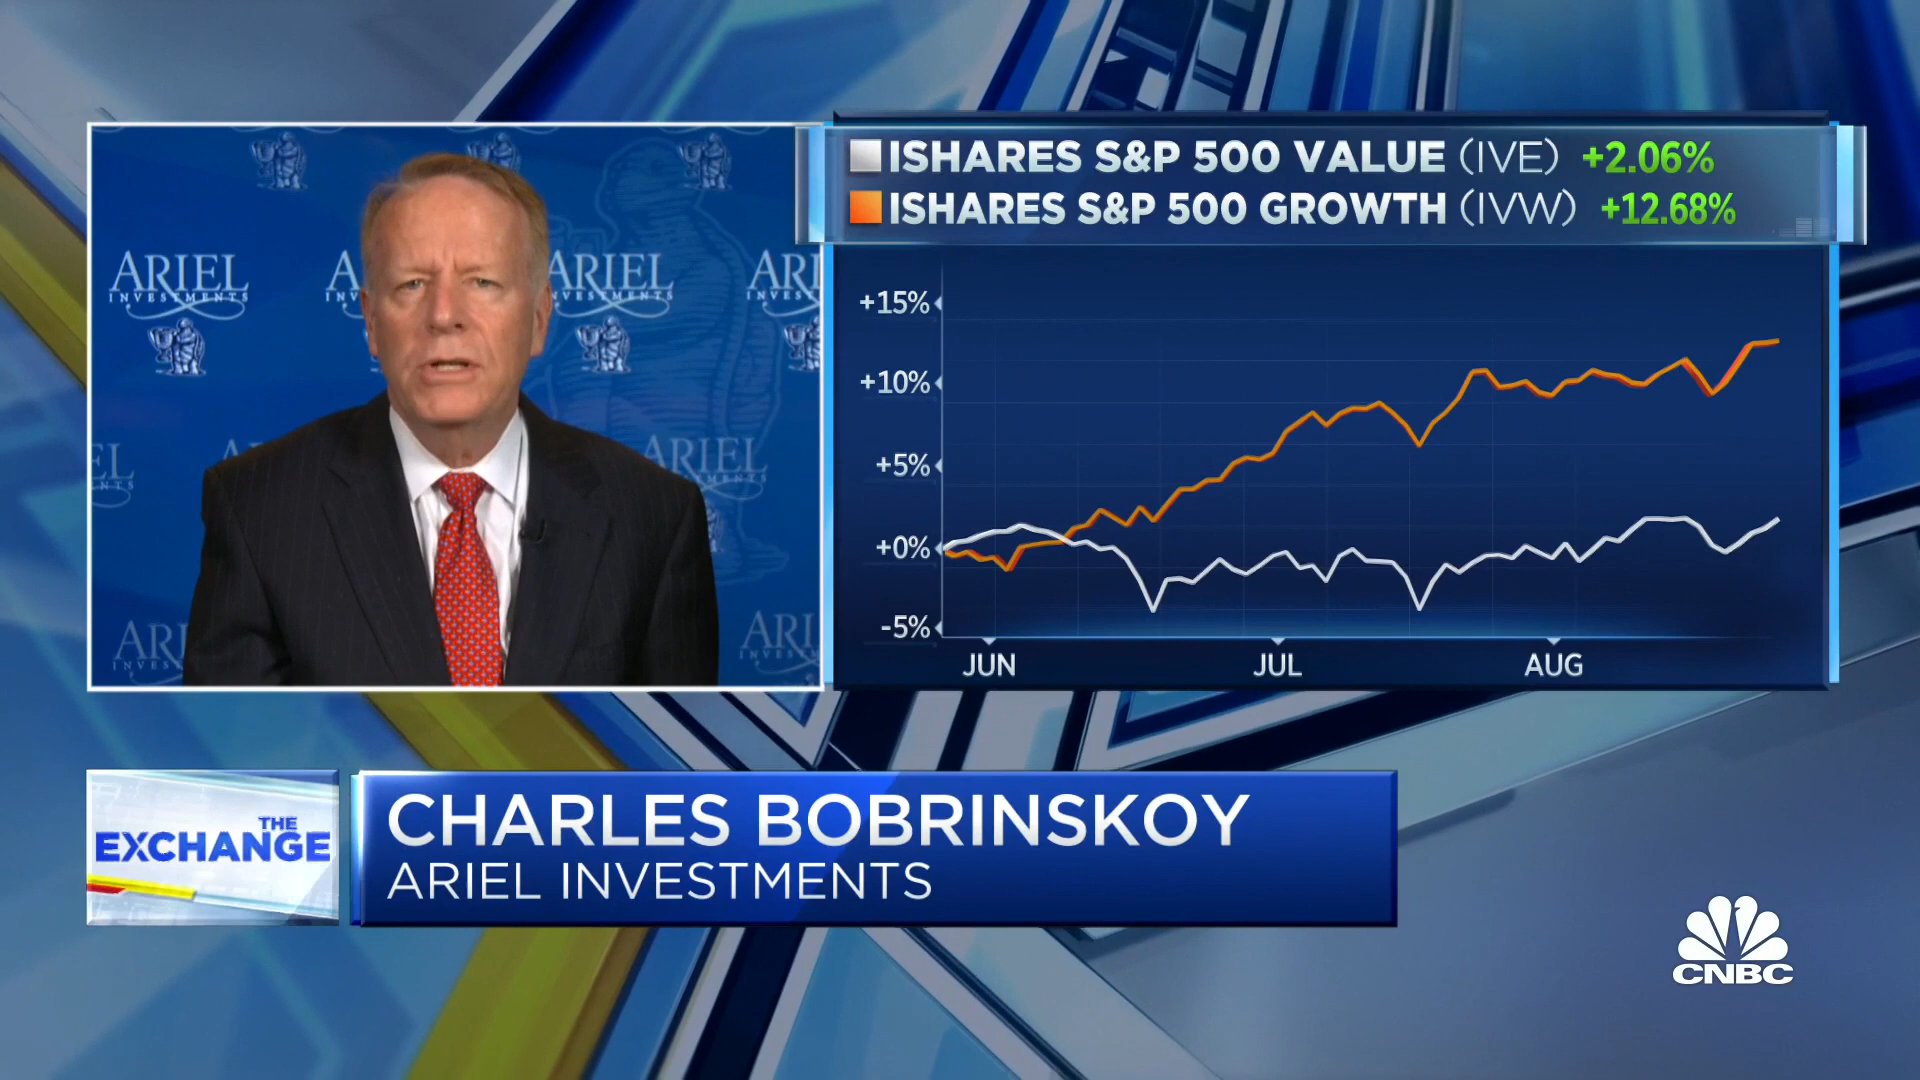 ISHARES S&P 500 VALUE (IVE) +2.06%
ISHARES S&P 500 GROWTH (IVW) +12.68%
+15%
+10%
+5%
+0%
-5%
JUN JUL AUG
ARIEL
INVESTMENTS
ARIEL
INVESTMENTS
ARIEL
THE
EXCHANGE
CHARLES BOBRINSKOY
ARIEL INVESTMENTS
CNBC